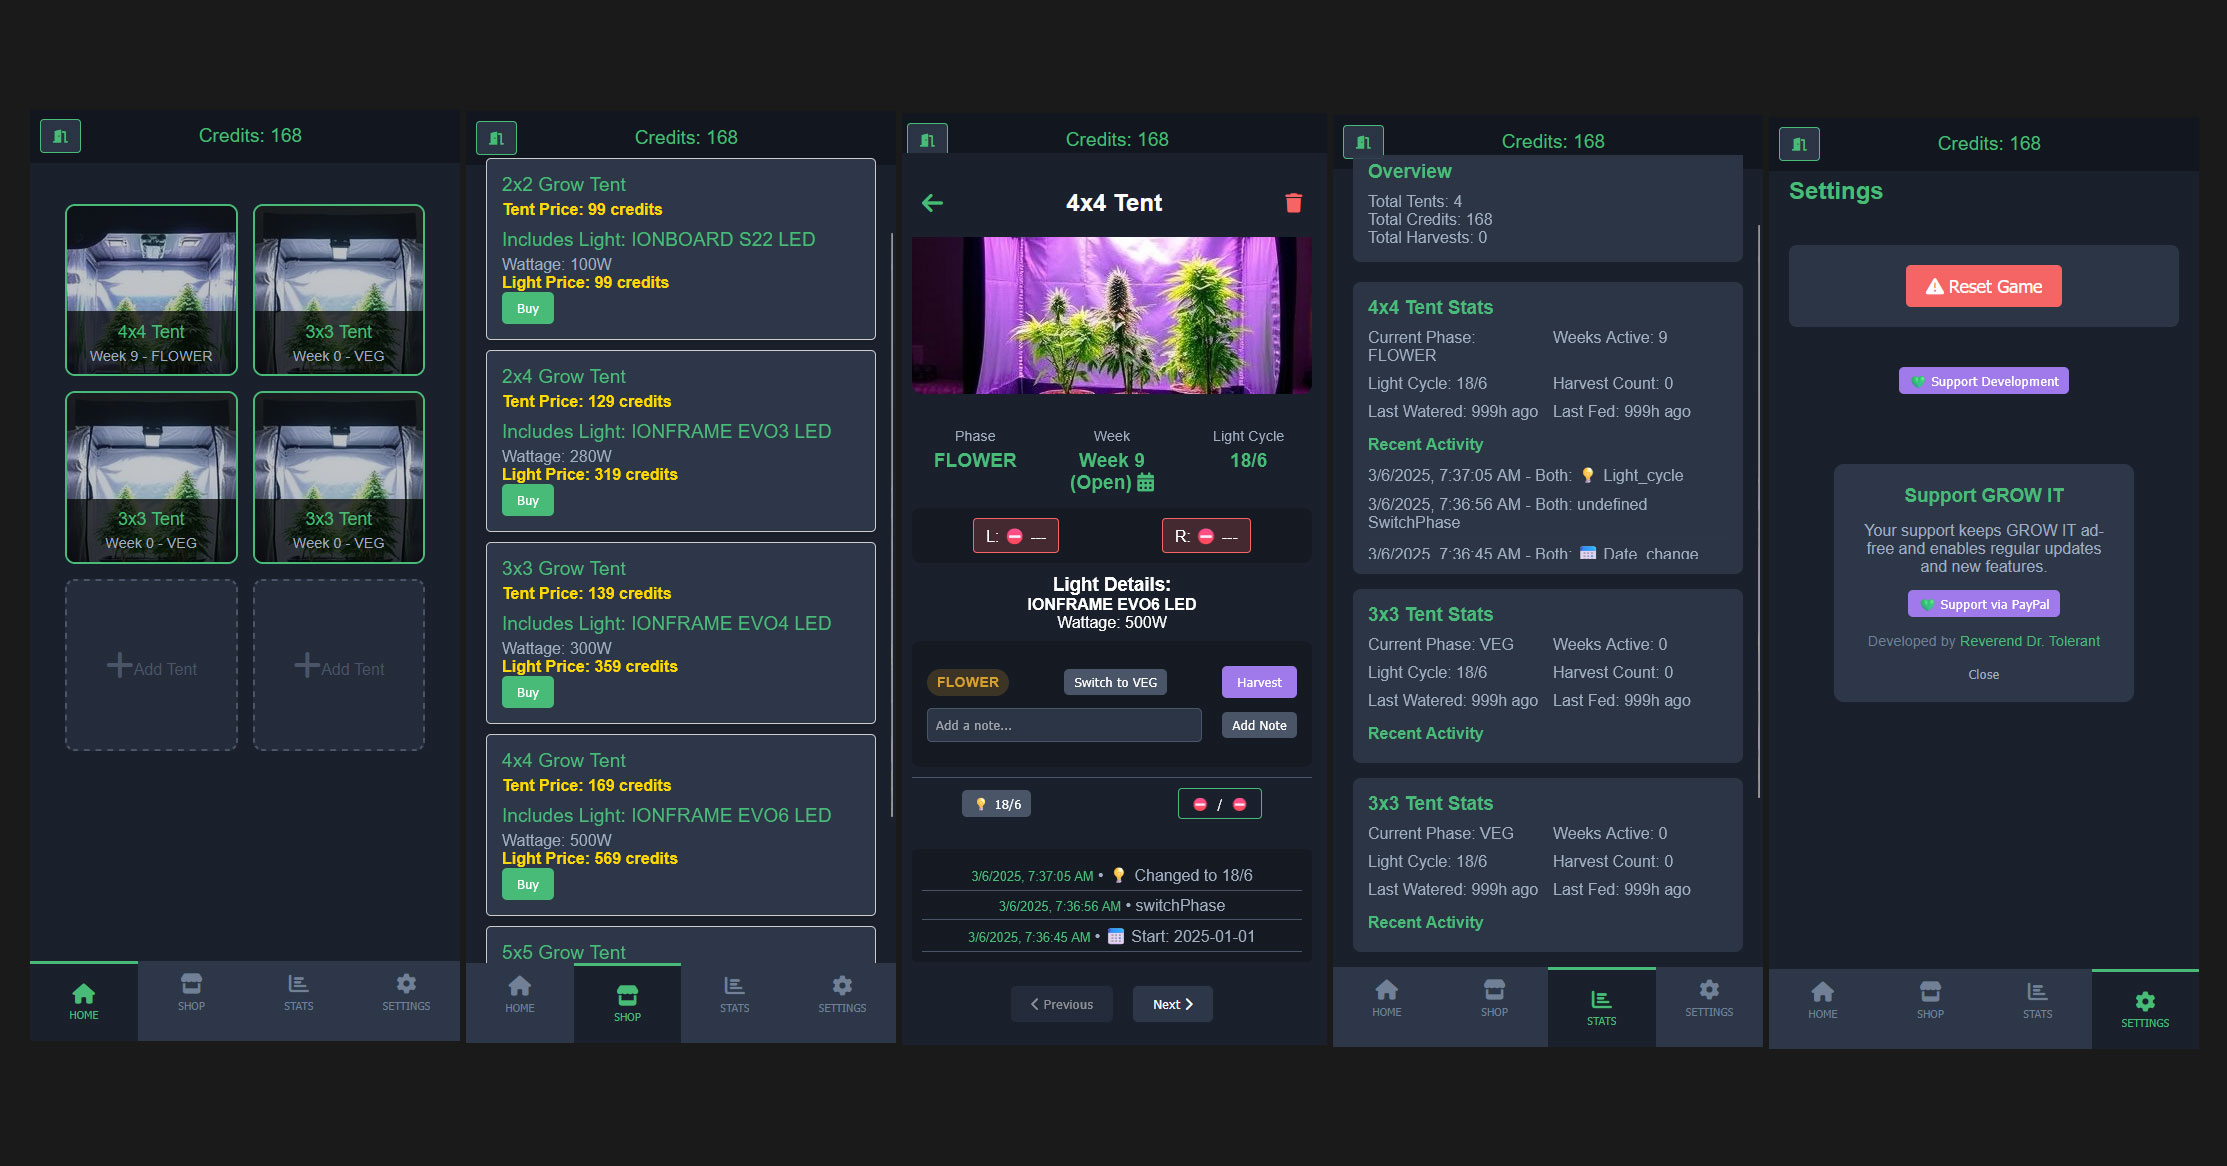 Credits: 168
4x4 Tent
Week 9 - FLOWER
3x3 Tent
Week 0 - VEG
3x3 Tent
Week 0 - VEG
3x3 Tent
Week 0 - VEG
Add Tent
Add Tent
HOME
SHOP
STATS
SETTINGS
Credits: 168
2x2 Grow Tent
Tent Price: 99 credits
Includes Light: IONBOARD S22 LED
Wattage: 100W
Light Price: 99 credits
Buy
2x4 Grow Tent
Tent Price: 129 credits
Includes Light: IONFRAME EVO3 LED
Wattage: 280W
Light Price: 319 credits
Buy
3x3 Grow Tent
Tent Price: 139 credits
Includes Light: IONFRAME EVO4 LED
Wattage: 300W
Light Price: 359 credits
Buy
4x4 Grow Tent
Tent Price: 169 credits
Includes Light: IONFRAME EVO6 LED
Wattage: 500W
Light Price: 569 credits
Buy
5x5 Grow Tent
HOME
SHOP
STATS
SETTINGS
Credits: 168
4x4 Tent
Phase
FLOWER
Week
Week 9
(Open)
Light Cycle
18/6
L: ⛔ ---
R: ⛔ ---
Light Details:
IONFRAME EVO6 LED
Wattage: 500W
FLOWER
Switch to VEG
Harvest
Add a note...
Add Note
💡 18/6
⛔ / ⛔
3/6/2025, 7:37:05 AM • 💡 Changed to 18/6
3/6/2025, 7:36:56 AM • switchPhase
3/6/2025, 7:36:45 AM • 📅 Start: 2025-01-01
Previous
Next
Credits: 168
Overview
Total Tents: 4
Total Credits: 168
Total Harvests: 0
4x4 Tent Stats
Current Phase:
FLOWER
Weeks Active: 9
Light Cycle: 18/6
Harvest Count: 0
Last Watered: 999h ago
Last Fed: 999h ago
Recent Activity
3/6/2025, 7:37:05 AM - Both: 💡 Light_cycle
3/6/2025, 7:36:56 AM - Both: undefined
SwitchPhase
3/6/2025, 7:36:45 AM - Both: 📅 Date_change
3x3 Tent Stats
Current Phase: VEG
Weeks Active: 0
Light Cycle: 18/6
Harvest Count: 0
Last Watered: 999h ago
Last Fed: 999h ago
Recent Activity
3x3 Tent Stats
Current Phase: VEG
Weeks Active: 0
Light Cycle: 18/6
Harvest Count: 0
Last Watered: 999h ago
Last Fed: 999h ago
Recent Activity
HOME
SHOP
STATS
SETTINGS
Credits: 168
Settings
Reset Game
💚 Support Development
Support GROW IT
Your support keeps GROW IT ad-
free and enables regular updates
and new features.
💚 Support via PayPal
Developed by Reverend Dr. Tolerant
Close
HOME
SHOP
STATS
SETTINGS